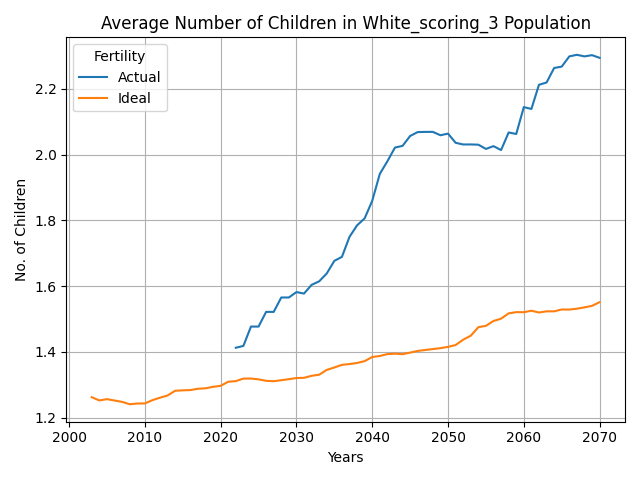 Average Number of Children in White_scoring_3 Population
Fertility
Actual
Ideal
No. of Children
2.2
2.0
1.8
1.6
1.4
1.2
2000 2010 2020 2030 2040 2050 2060 2070
Years